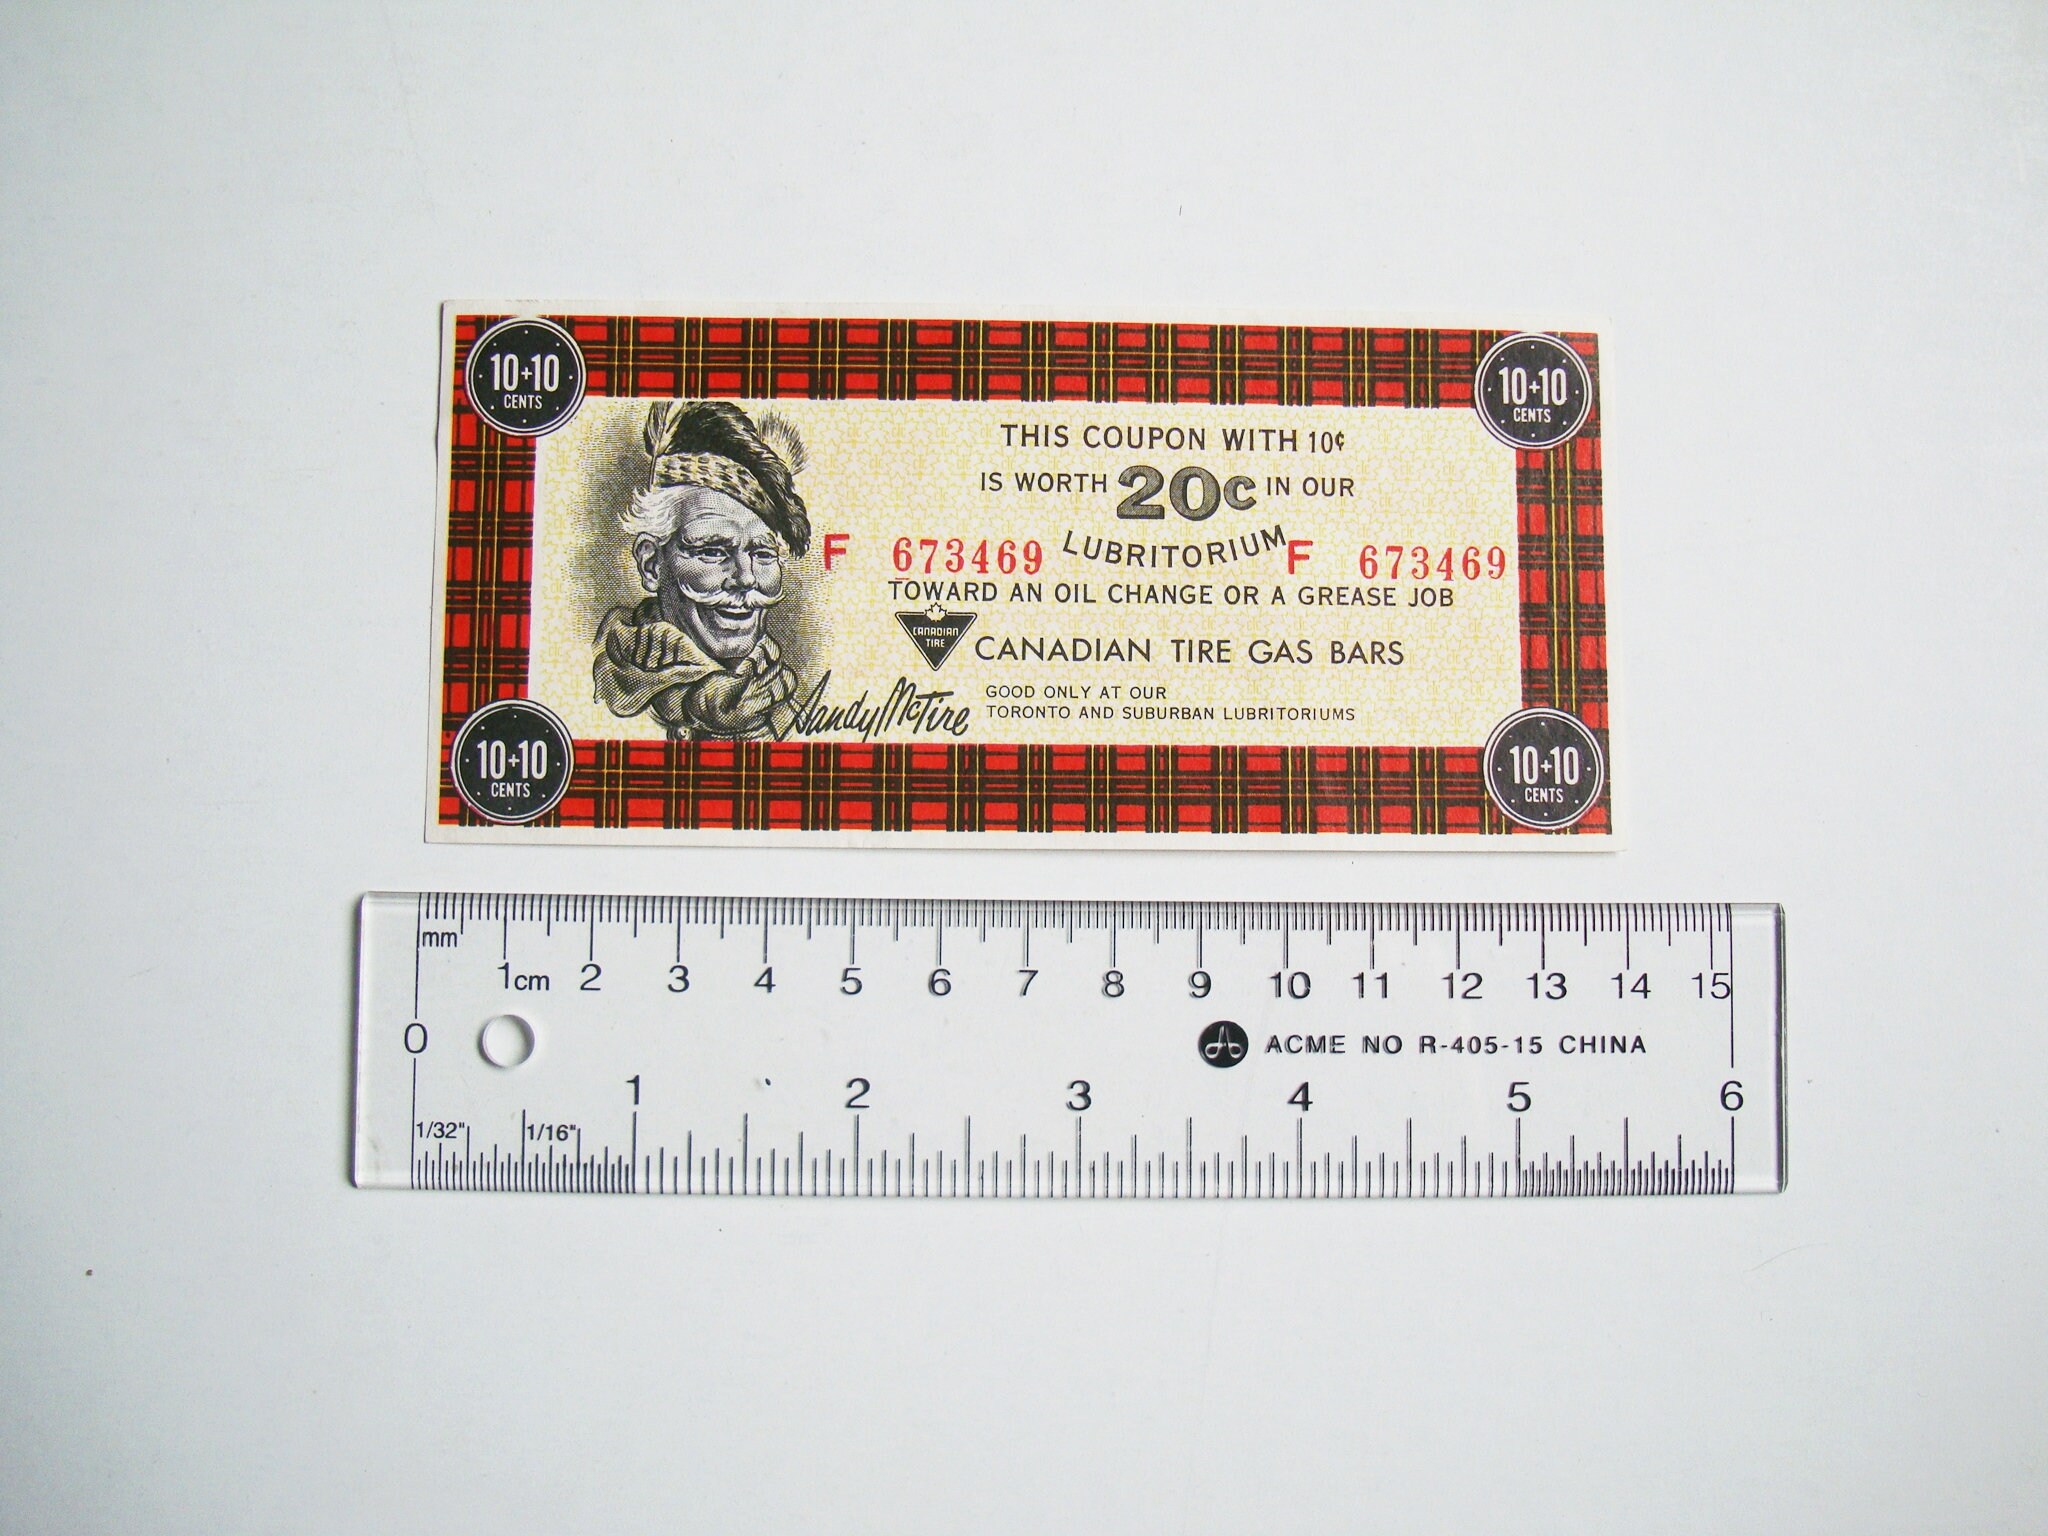 10+10 CENTS
10+10 CENTS
THIS COUPON WITH 10¢
IS WORTH 20¢ IN OUR
LUBRITORIUM
F 673469 F 673469
TOWARD AN OIL CHANGE OR A GREASE JOB
CANADIAN TIRE
CANADIAN TIRE GAS BARS
Sandy McTire
GOOD ONLY AT OUR
TORONTO AND SUBURBAN LUBRITORIUMS
10+10 CENTS
10+10 CENTS
mm
1cm 2 3 4 5 6 7 8 9 10 11 12 13 14 15
0
ACME NO R-405-15 CHINA
1 2 3 4 5 6
1/32" 1/16"